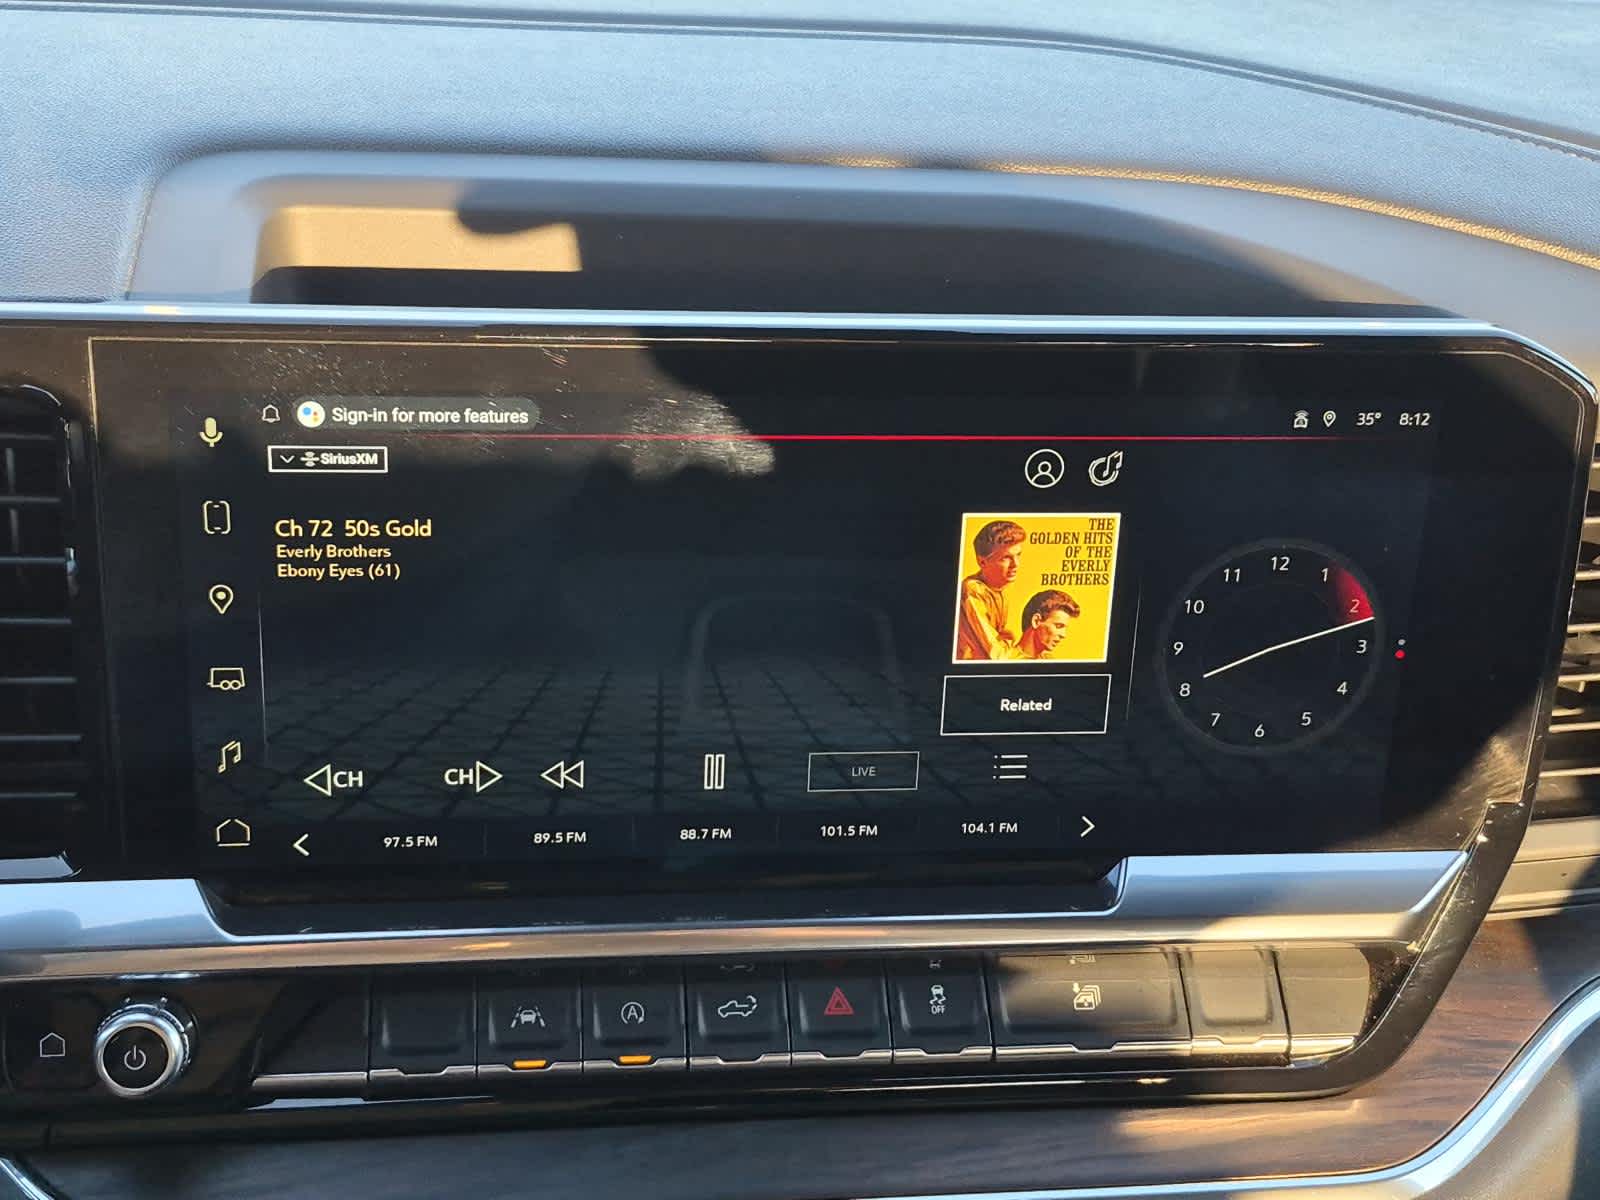 Sign-in for more features
35° 8:12
SiriusXM
Ch 72 50s Gold
Everly Brothers
Ebony Eyes (61)
THE
GOLDEN HITS
OF THE
EVERLY
BROTHERS
Related
12
1
2
3
4
5
6
7
8
9
10
11
CH
CH
LIVE
97.5 FM
89.5 FM
88.7 FM
101.5 FM
104.1 FM
A
OFF